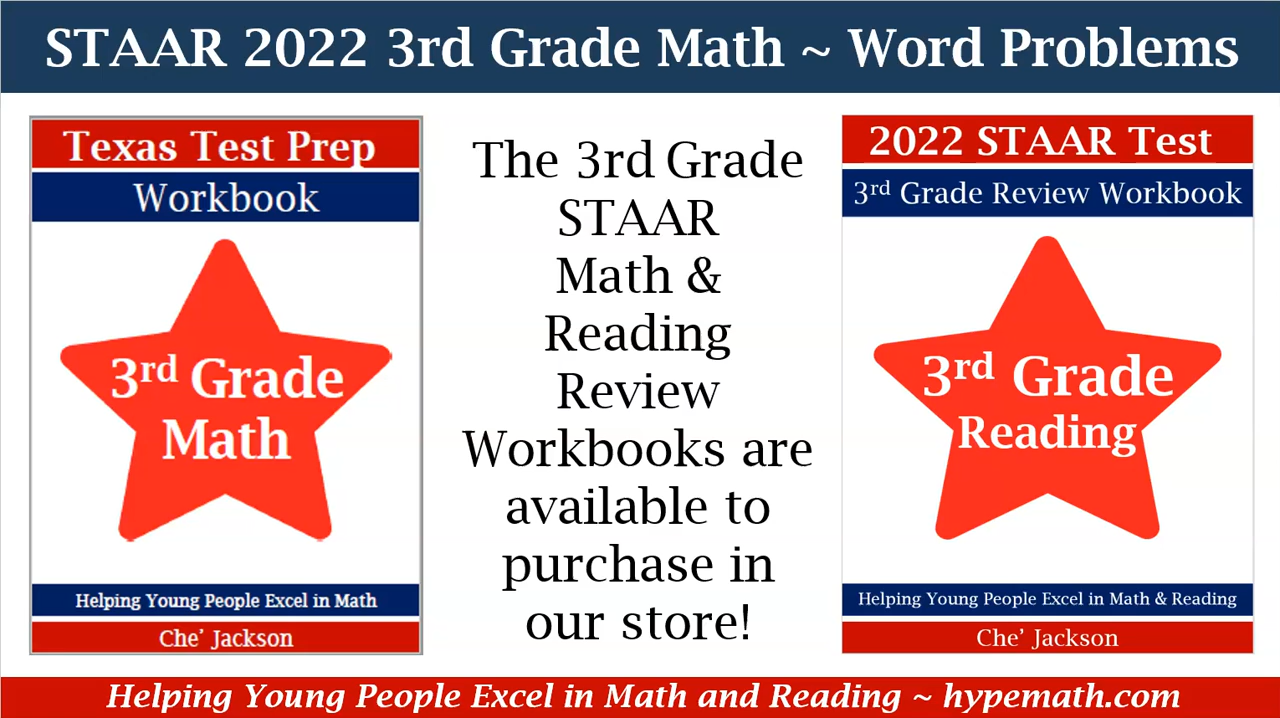 STAAR 2022 3rd Grade Math ~ Word Problems
Texas Test Prep
Workbook
3rd Grade
Math
Helping Young People Excel in Math
Che’ Jackson
The 3rd Grade
STAAR
Math &
Reading
Review
Workbooks are
available to
purchase in
our store!
2022 STAAR Test
3rd Grade Review Workbook
3rd Grade
Reading
Helping Young People Excel in Math & Reading
Che’ Jackson
Helping Young People Excel in Math and Reading ~ hypemath.com